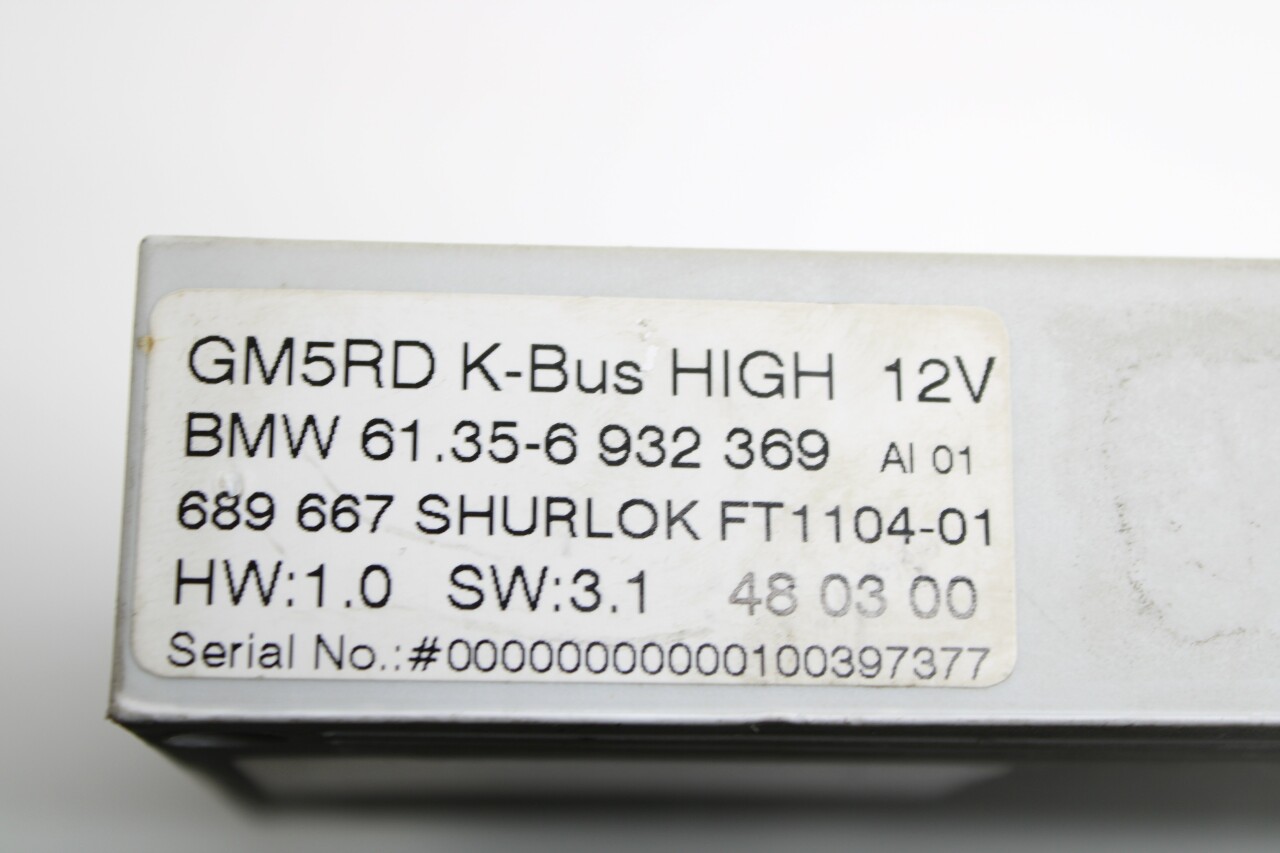 GM5RD K-Bus HIGH 12V
BMW 61.35-6 932 369 AI 01
689 667 SHURLOK FT1104-01
HW:1.0 SW:3.1 48 03 00
Serial No.:#000000000000100397377